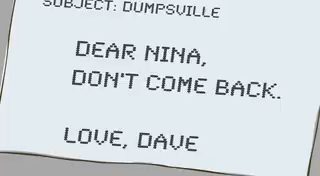 SUBJECT: DUMPSVILLE
DEAR NINA,
DON'T COME BACK.
LOVE, DAVE